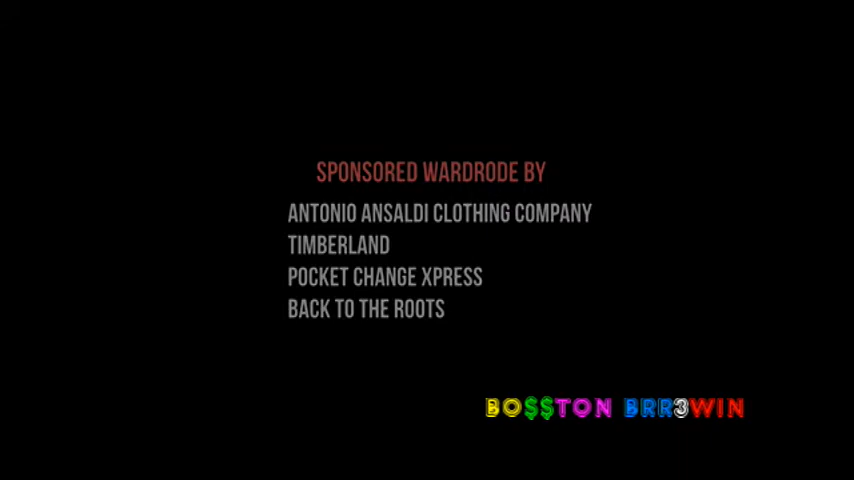 SPONSORED WARDRODE BY
ANTONIO ANSALDI CLOTHING COMPANY
TIMBERLAND
POCKET CHANGE XPRESS
BACK TO THE ROOTS
BO$$TON BRR3WIN